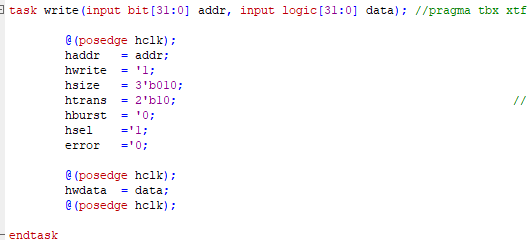 task write(input bit[31:0] addr, input logic[31:0] data); //pragma tbx xtf
@(posedge hclk);
haddr = addr;
hwrite = '1;
hsize = 3'b010;
htrans = 2'b10; //
hburst = '0;
hsel ='1;
error ='0;
@(posedge hclk);
hwdata = data;
@(posedge hclk);
endtask